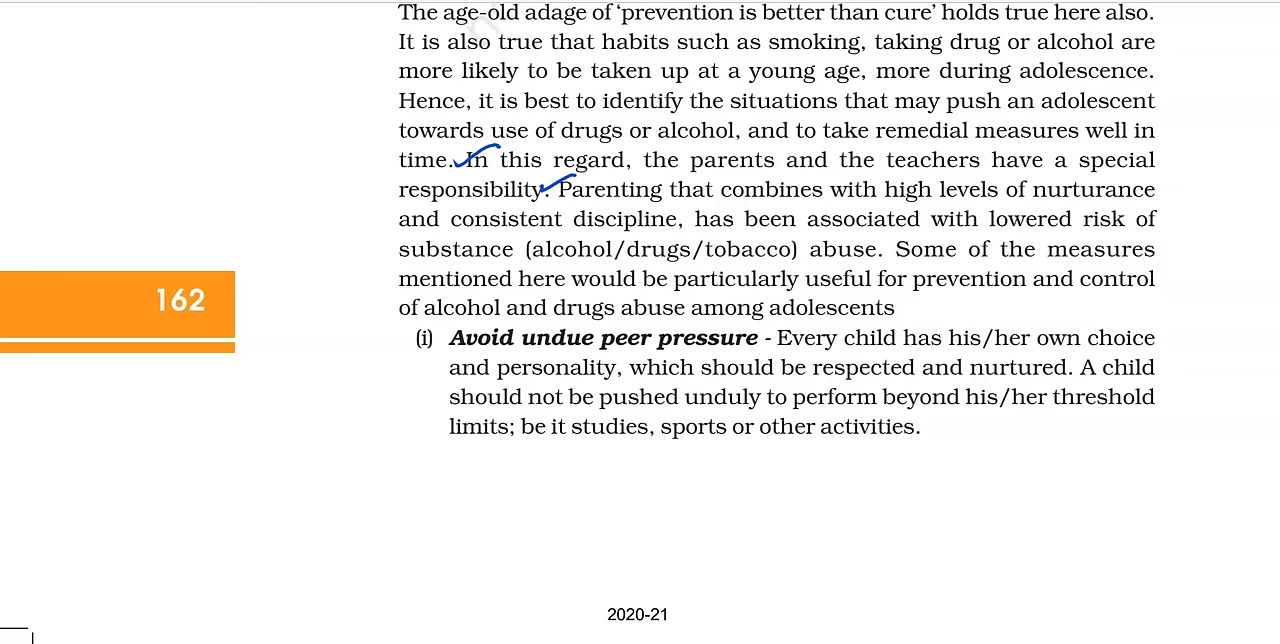 The age-old adage of ‘prevention is better than cure’ holds true here also.
It is also true that habits such as smoking, taking drug or alcohol are
more likely to be taken up at a young age, more during adolescence.
Hence, it is best to identify the situations that may push an adolescent
towards use of drugs or alcohol, and to take remedial measures well in
time. In this regard, the parents and the teachers have a special
responsibility. Parenting that combines with high levels of nurturance
and consistent discipline, has been associated with lowered risk of
substance (alcohol/drugs/tobacco) abuse. Some of the measures
mentioned here would be particularly useful for prevention and control
of alcohol and drugs abuse among adolescents
162
(i) Avoid undue peer pressure - Every child has his/her own choice
and personality, which should be respected and nurtured. A child
should not be pushed unduly to perform beyond his/her threshold
limits; be it studies, sports or other activities.
2020-21